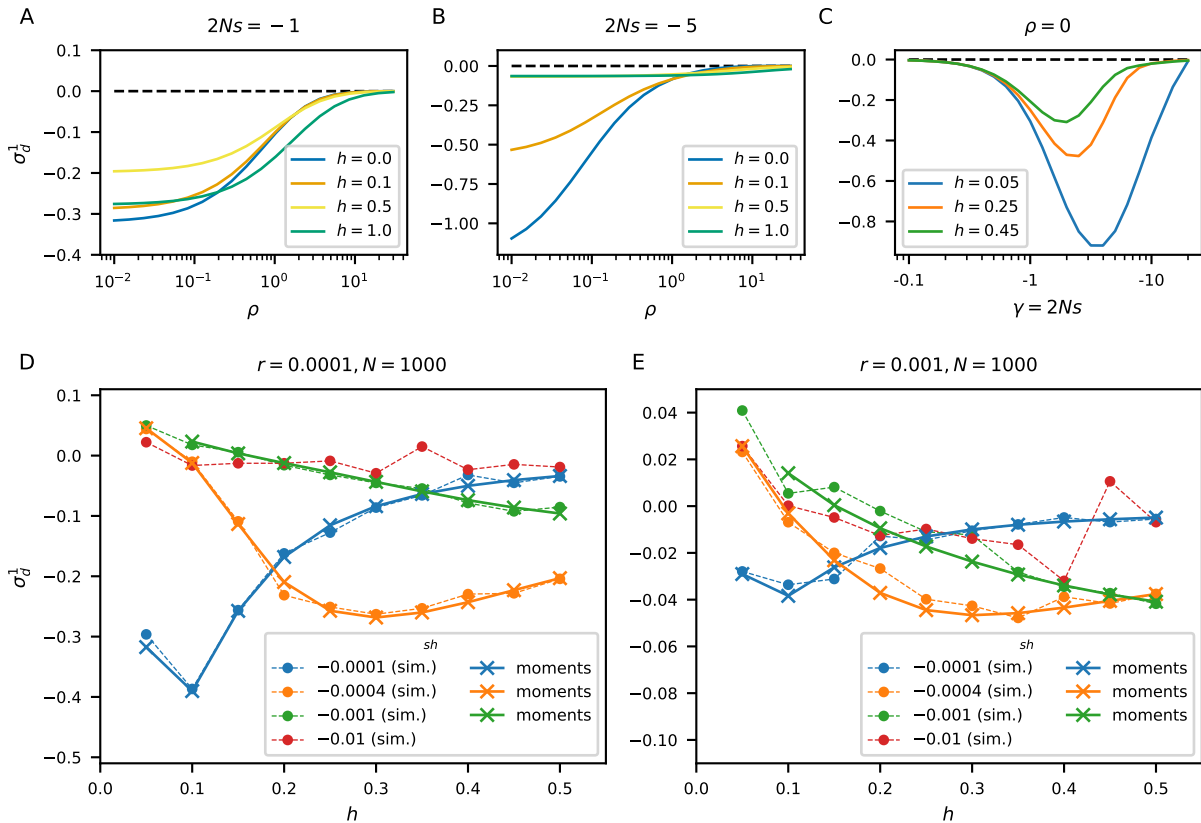 A
2Ns = −1
0.1
0.0
−0.1
−0.2
−0.3
−0.4
σ_d^1
10^−2
10^−1
10^0
10^1
ρ
h = 0.0
h = 0.1
h = 0.5
h = 1.0
B
2Ns = −5
0.00
−0.25
−0.50
−0.75
−1.00
10^−2
10^−1
10^0
10^1
ρ
h = 0.0
h = 0.1
h = 0.5
h = 1.0
C
ρ = 0
0.0
−0.2
−0.4
−0.6
−0.8
-0.1
-1
-10
γ = 2Ns
h = 0.05
h = 0.25
h = 0.45
D
r = 0.0001, N = 1000
0.1
0.0
−0.1
−0.2
−0.3
−0.4
−0.5
σ_d^1
0.0
0.1
0.2
0.3
0.4
0.5
h
sh
−0.0001 (sim.)
−0.0004 (sim.)
−0.001 (sim.)
−0.01 (sim.)
moments
moments
moments
E
r = 0.001, N = 1000
0.04
0.02
0.00
−0.02
−0.04
−0.06
−0.08
−0.10
σ_d^1
0.0
0.1
0.2
0.3
0.4
0.5
h
sh
−0.0001 (sim.)
−0.0004 (sim.)
−0.001 (sim.)
−0.01 (sim.)
moments
moments
moments